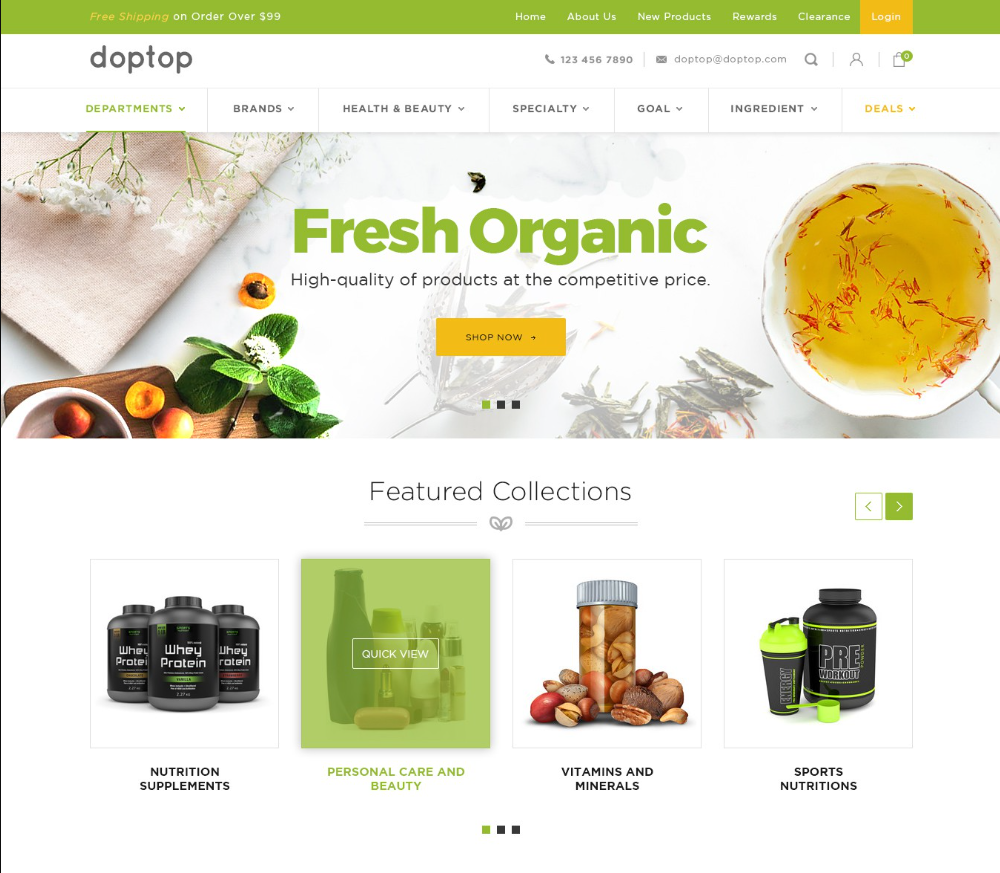 Free Shipping on Order Over $99
Home About Us New Products Rewards Clearance Login
doptop
123 456 7890 doptop@doptop.com 0
DEPARTMENTS BRANDS HEALTH & BEAUTY SPECIALTY GOAL INGREDIENT DEALS
Fresh Organic
High-quality of products at the competitive price.
SHOP NOW
Featured Collections
Whey Protein
Whey Protein
Whey Protein
VANILLA
QUICK VIEW
ENERGY
PRE
WORKOUT
POWDER
NUTRITION
SUPPLEMENTS
PERSONAL CARE AND
BEAUTY
VITAMINS AND
MINERALS
SPORTS
NUTRITIONS